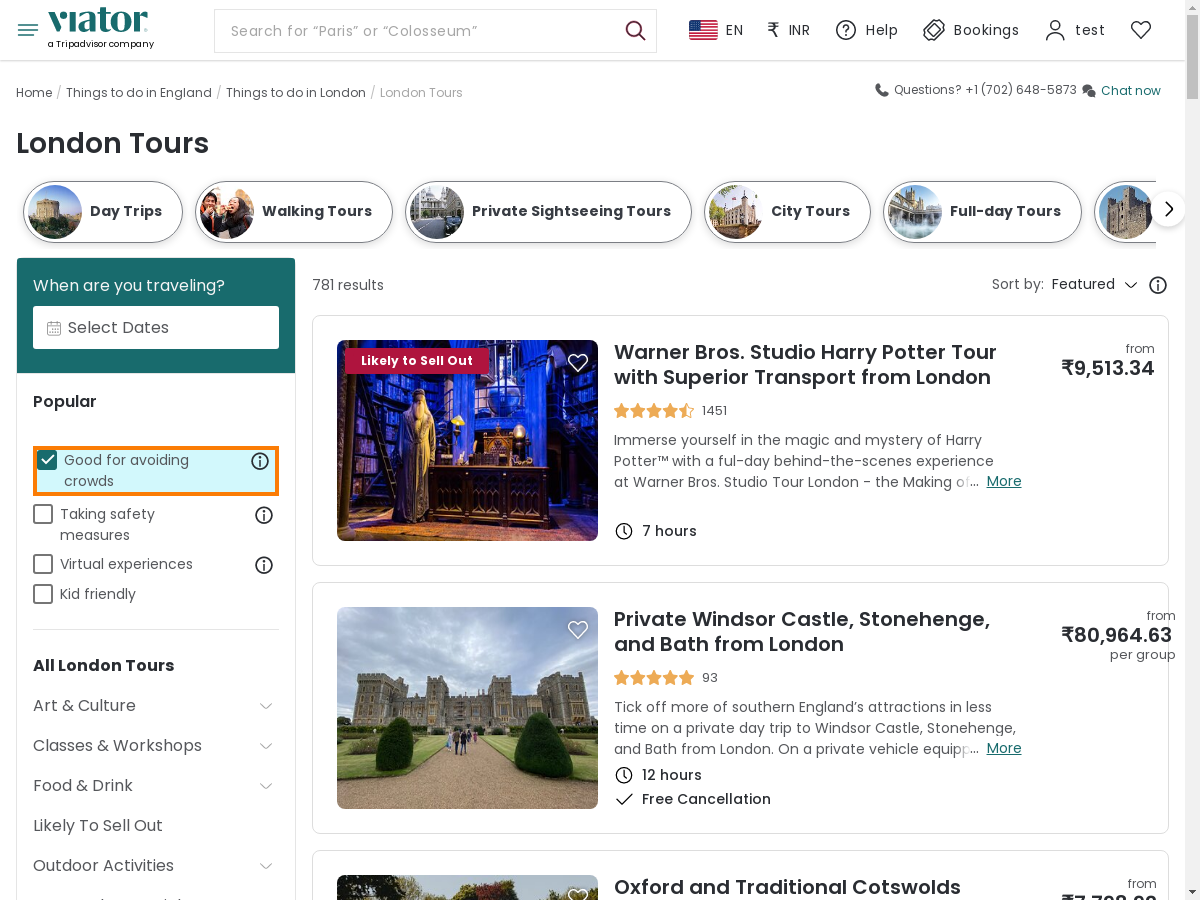 viator
a Tripadvisor company
Search for “Paris” or “Colosseum”
EN
₹ INR
Help
Bookings
test
Home / Things to do in England / Things to do in London / London Tours
Questions? +1 (702) 648-5873
Chat now
London Tours
Day Trips
Walking Tours
Private Sightseeing Tours
City Tours
Full-day Tours
When are you traveling?
Select Dates
Popular
Good for avoiding
crowds
Taking safety
measures
Virtual experiences
Kid friendly
All London Tours
Art & Culture
Classes & Workshops
Food & Drink
Likely To Sell Out
Outdoor Activities
781 results
Sort by: Featured
Likely to Sell Out
Warner Bros. Studio Harry Potter Tour
with Superior Transport from London
1451
Immerse yourself in the magic and mystery of Harry
Potter™ with a ful-day behind-the-scenes experience
at Warner Bros. Studio Tour London - the Making of... More
7 hours
from
₹9,513.34
Private Windsor Castle, Stonehenge,
and Bath from London
93
Tick off more of southern England’s attractions in less
time on a private day trip to Windsor Castle, Stonehenge,
and Bath from London. On a private vehicle equipp... More
12 hours
Free Cancellation
from
₹80,964.63
per group
Oxford and Traditional Cotswolds
from